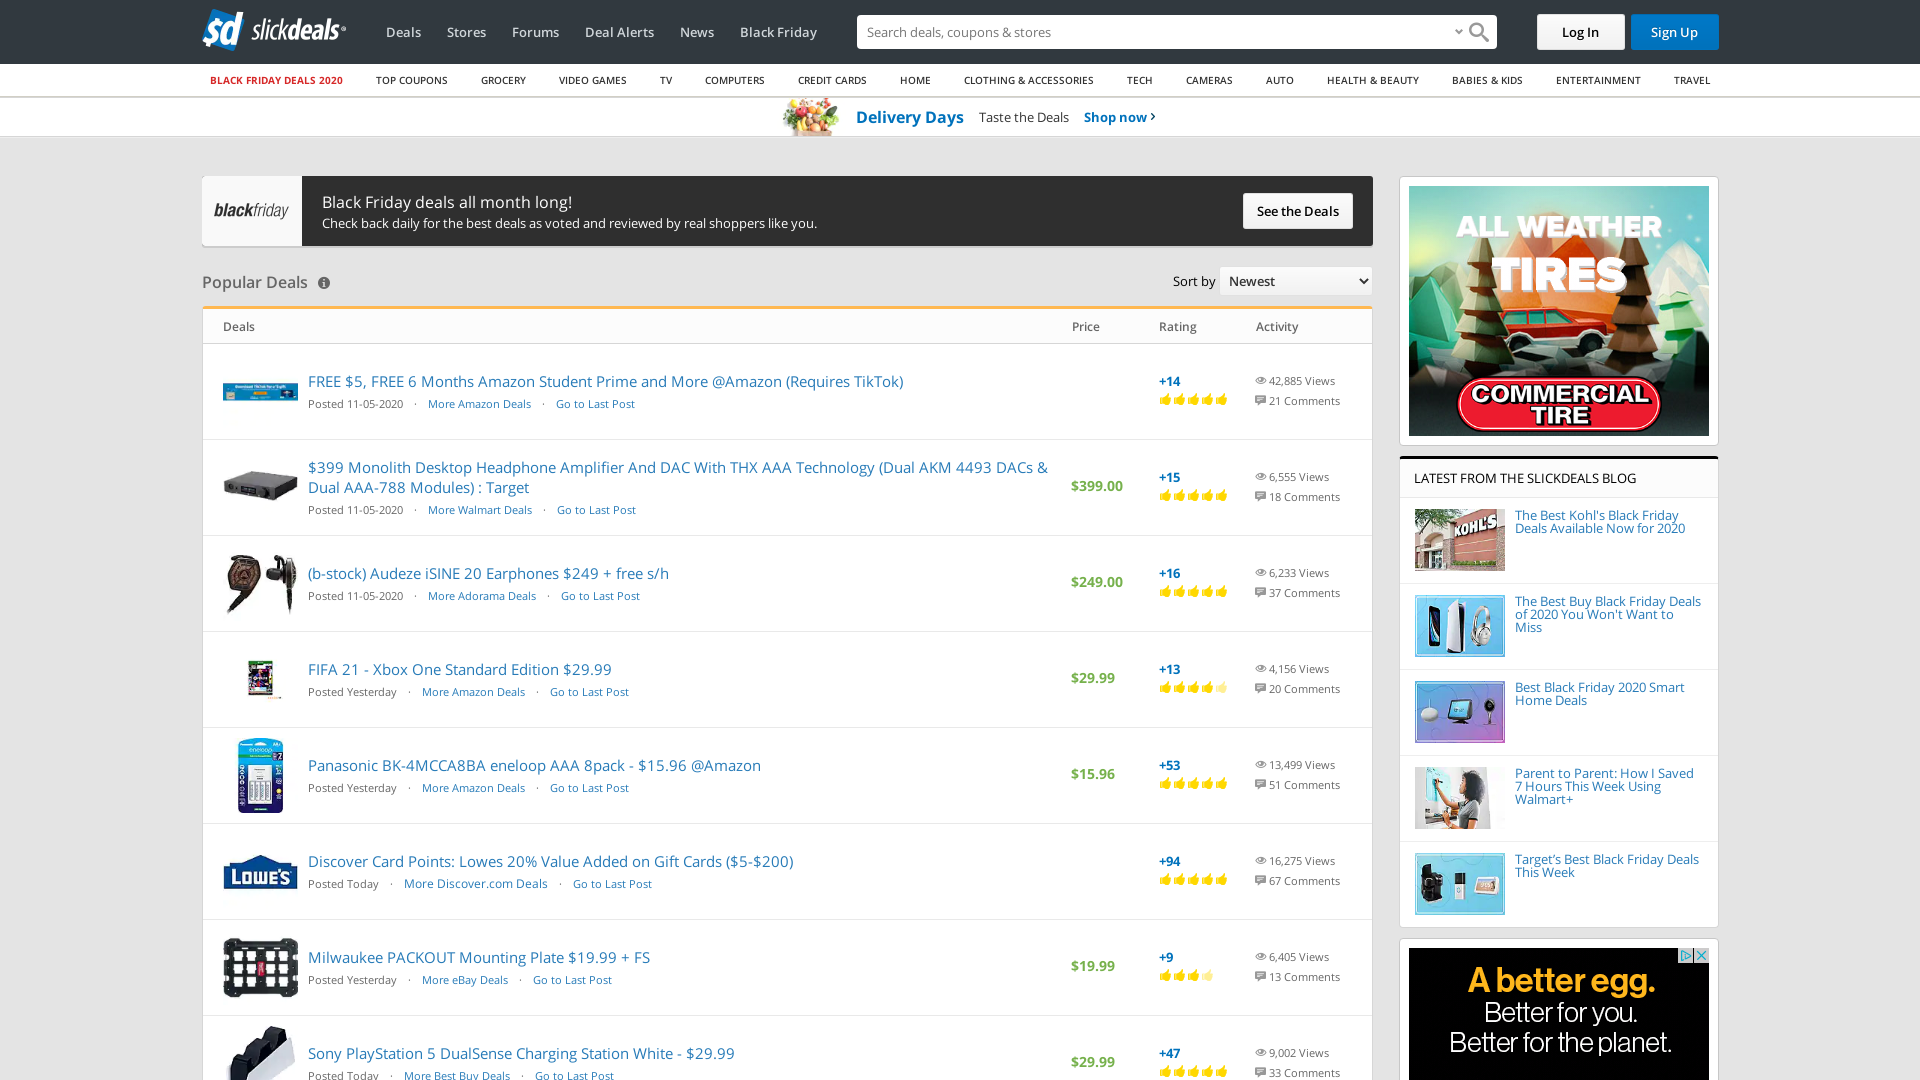 slickdeals
Deals Stores Forums Deal Alerts News Black Friday
Search deals, coupons & shopping
Log In
Sign Up
BLACK FRIDAY DEALS 2020 TOP COUPONS GROCERY VIDEO GAMES TV COMPUTERS CREDIT CARDS HOME CLOTHING & ACCESSORIES TECH CAMERAS AUTO HEALTH & BEAUTY BABIES & KIDS ENTERTAINMENT TRAVEL
Delivery Days Taste the Deals Shop now ›
blackfriday
Black Friday deals all month long!
Check back daily for the best deals as voted and reviewed by real shoppers like you.
See the Deals
Popular Deals
Sort by Newest
Deals Price Rating Activity
FREE $5, FREE 6 Months Amazon Student Prime and More @Amazon (Requires TikTok)
Posted 11-05-2020 · More Amazon Deals · Go to Last Post
+14
42,885 Views
21 Comments
$399 Monolith Desktop Headphone Amplifier And DAC With THX AAA Technology (Dual AKM 4493 DACs &
Dual AAA-788 Modules) : Target
Posted 11-05-2020 · More Walmart Deals · Go to Last Post
$399.00
+15
6,555 Views
18 Comments
(b-stock) Audeze iSINE 20 Earphones $249 + free s/h
Posted 11-05-2020 · More Adorama Deals · Go to Last Post
$249.00
+16
6,233 Views
37 Comments
FIFA 21 - Xbox One Standard Edition $29.99
Posted Yesterday · More Amazon Deals · Go to Last Post
$29.99
+13
4,156 Views
20 Comments
eneloop
Panasonic BK-4MCCA8BA eneloop AAA 8pack - $15.96 @Amazon
Posted Yesterday · More Amazon Deals · Go to Last Post
$15.96
+53
13,499 Views
51 Comments
LOWE'S
Discover Card Points: Lowes 20% Value Added on Gift Cards ($5-$200)
Posted Today · More Discover.com Deals · Go to Last Post
+94
16,275 Views
67 Comments
Milwaukee PACKOUT Mounting Plate $19.99 + FS
Posted Yesterday · More eBay Deals · Go to Last Post
$19.99
+9
6,405 Views
13 Comments
Sony PlayStation 5 DualSense Charging Station White - $29.99
Posted Today · More Best Buy Deals · Go to Last Post
$29.99
+47
9,002 Views
33 Comments
ALL WEATHER
TIRES
COMMERCIAL
TIRE
LATEST FROM THE SLICKDEALS BLOG
KOHL'S
The Best Kohl's Black Friday
Deals Available Now for 2020
The Best Buy Black Friday Deals
of 2020 You Won't Want to
Miss
Best Black Friday 2020 Smart
Home Deals
Parent to Parent: How I Saved
7 Hours This Week Using
Walmart+
Target's Best Black Friday Deals
This Week
A better egg.
Better for you.
Better for the planet.